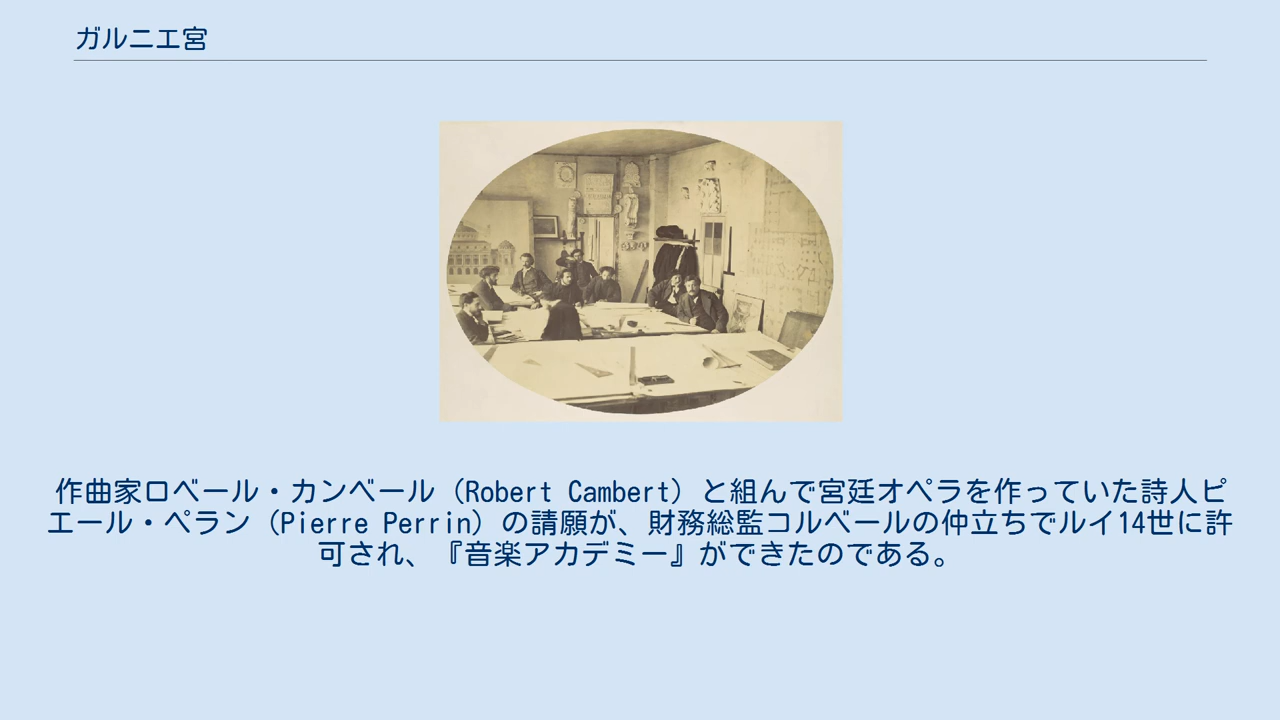 ガルニエ宮
作曲家ロベール・カンベール（Robert Cambert）と組んで宮廷オペラを作っていた詩人ピ
エール・ペラン（Pierre Perrin）の請願が、財務総監コルベールの仲立ちでルイ14世に許
可され、『音楽アカデミー』ができたのである。